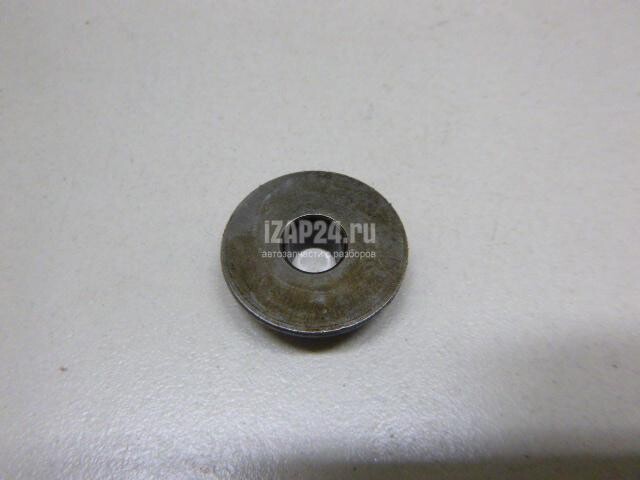 iZAP24.ru
автозапчасти с разборов